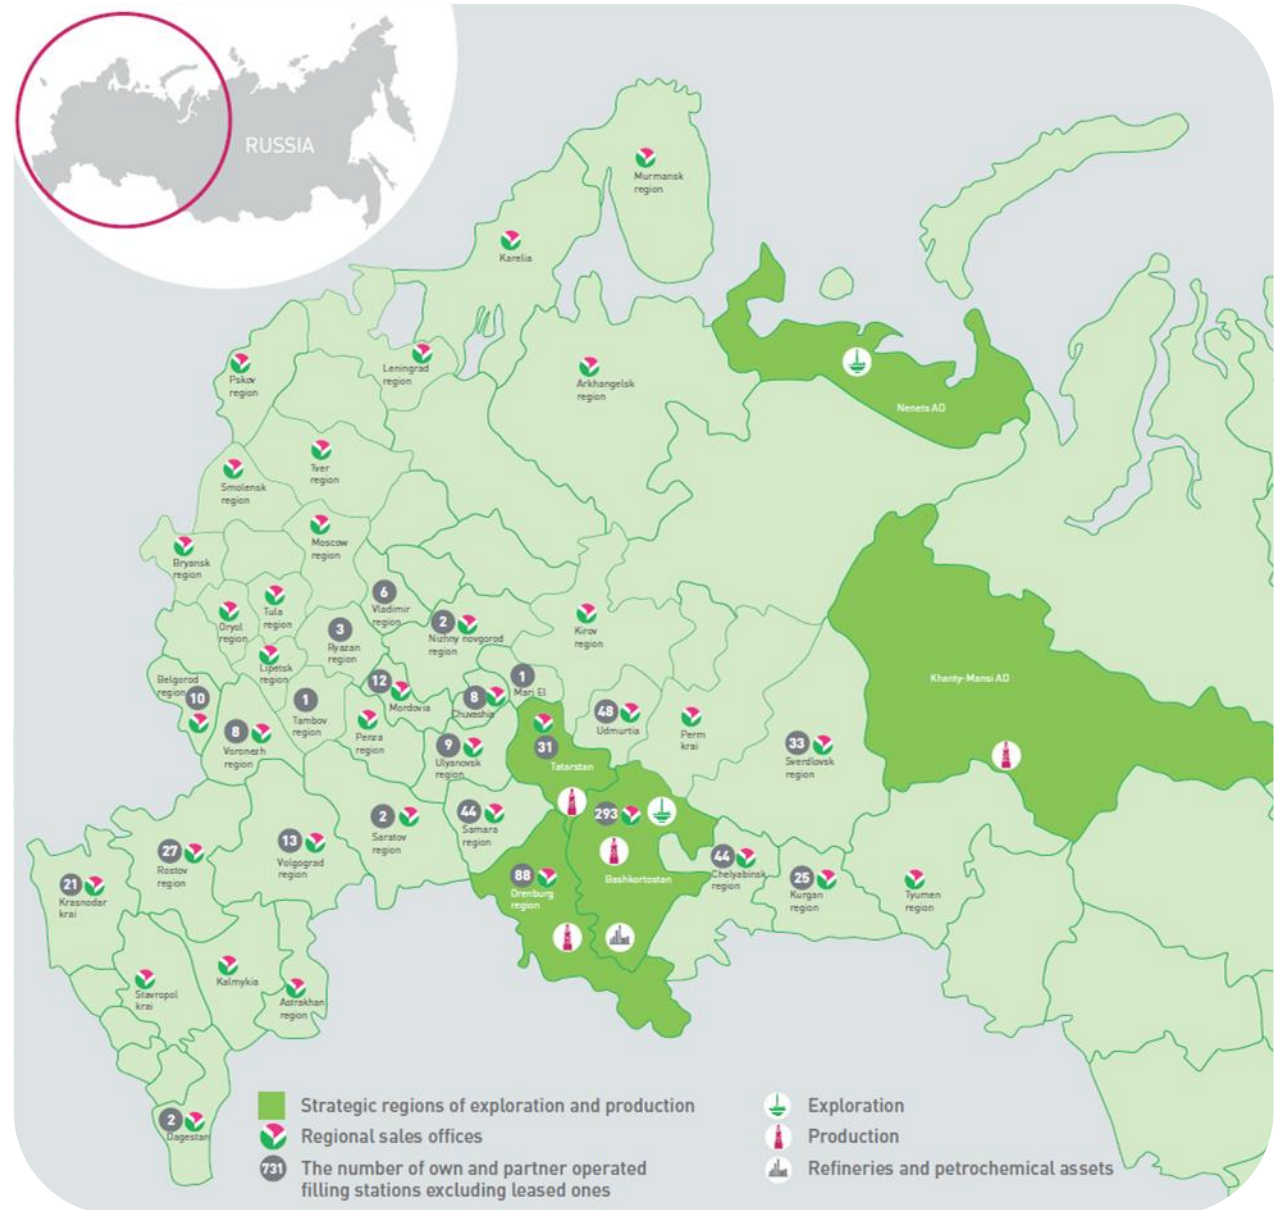 RUSSIA
Murmansk
region
Karelia
Pskov
region
Leningrad
region
Arkhangelsk
region
Nenets AO
Tver
region
Smolensk
region
Moscow
region
Bryansk
region
6
Vladimir
region
Tula
region
Oryol
region
3
Ryazan
region
2
Nizhny novgorod
region
Kirov
region
Lipetsk
region
Belgorod
region
10
12
Mordovia
1
Mari El
8
Chuvashia
Khanty-Mansi AO
1
Tambov
region
8
Voronezh
region
Penza
region
9
Ulyanovsk
region
31
Tatarstan
48
Udmurtia
Perm
krai
33
Sverdlovsk
region
2
Saratov
region
44
Samara
region
293
Bashkortostan
13
Volgograd
region
27
Rostov
region
21
Krasnodar
krai
88
Orenburg
region
44
Chelyabinsk
region
25
Kurgan
region
Tyumen
region
Stavropol
krai
Kalmykia
Astrakhan
region
2
Dagestan
Strategic regions of exploration and production
Regional sales offices
731
The number of own and partner operated
filling stations excluding leased ones
Exploration
Production
Refineries and petrochemical assets